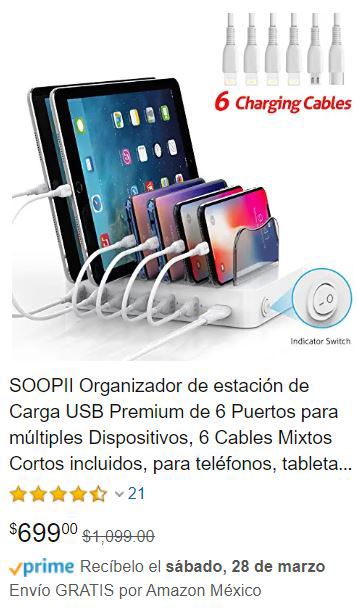 6 Charging Cables
Indicator Switch
SOOPII Organizador de estación de
Carga USB Premium de 6 Puertos para
múltiples Dispositivos, 6 Cables Mixtos
Cortos incluidos, para teléfonos, tableta...
21
$699.00 $1,099.00
prime Recíbelo el sábado, 28 de marzo
Envío GRATIS por Amazon México